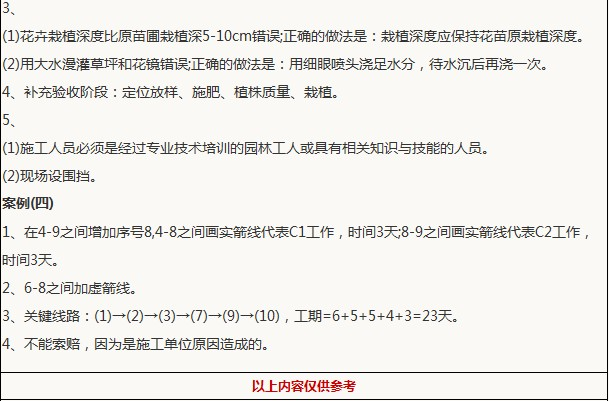 3、
(1)花卉栽植深度比原苗圃栽植深5-10cm错误;正确的做法是：栽植深度应保持花苗原栽植深度。
(2)用大水漫灌草坪和花镜错误;正确的做法是：用细眼喷头浇足水分，待水沉后再浇一次。
4、补充验收阶段：定位放样、施肥、植株质量、栽植。
5、
(1)施工人员必须是经过专业技术培训的园林工人或具有相关知识与技能的人员。
(2)现场设围挡。
案例(四)
1、在4-9之间增加序号8,4-8之间画实箭线代表C1工作，时间3天;8-9之间画实箭线代表C2工作，
时间3天。
2、6-8之间加虚箭线。
3、关键线路：(1)→(2)→(3)→(7)→(9)→(10)，工期=6+5+5+4+3=23天。
4、不能索赔，因为是施工单位原因造成的。
以上内容仅供参考